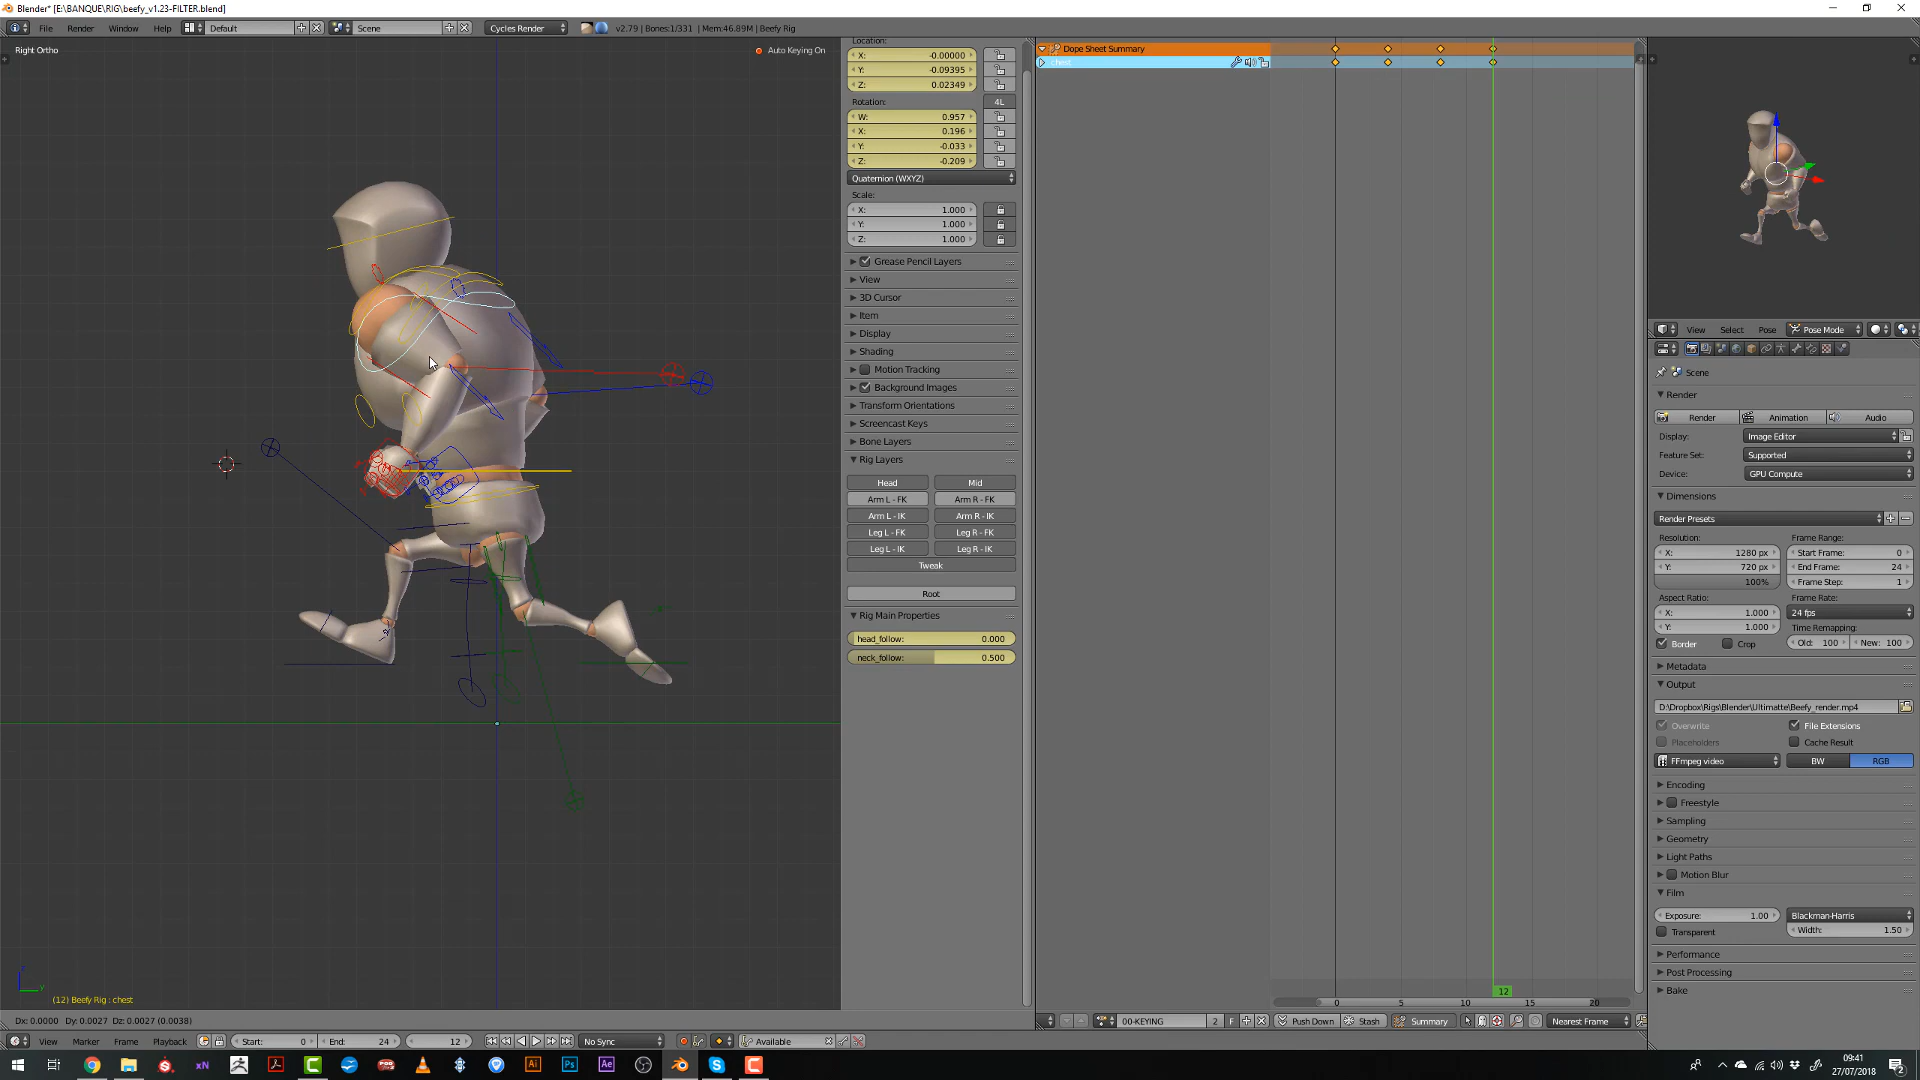 Blender* [E:\BANQUE\RIG\beefy_v1.23-FILTER.blend]
File Render Window Help Default Scene Cycles Render v2.79 | Bones:1/331 | Mem:46.89M | Beefy Rig
Right Ortho
Auto Keying On
Location:
X: -0.00000
Y: -0.09395
Z: 0.02349
Rotation: 4L
W: 0.957
X: 0.196
Y: -0.033
Z: -0.209
Quaternion (WXYZ)
Scale:
X: 1.000
Y: 1.000
Z: 1.000
Grease Pencil Layers
View
3D Cursor
Item
Display
Shading
Motion Tracking
Background Images
Transform Orientations
Screencast Keys
Bone Layers
Rig Layers
Head Mid
Arm L - FK Arm R - FK
Arm L - IK Arm R - IK
Leg L - FK Leg R - FK
Leg L - IK Leg R - IK
Tweak
Root
Rig Main Properties
head_follow: 0.000
neck_follow: 0.500
(12) Beefy Rig : chest
Dx: 0.0000 Dy: 0.0027 Dz: 0.0027 (0.0038)
View Marker Frame Playback Start: 0 End: 24 12 No Sync Available
Dope Sheet Summary
chest
12
0 5 10 15 20
00-KEYING 2 F Push Down Stash Summary Nearest Frame
View Select Pose Pose Mode
Scene
Render
Render Animation Audio
Display: Image Editor
Feature Set: Supported
Device: GPU Compute
Dimensions
Render Presets
Resolution: Frame Range:
X: 1280 px Start Frame: 0
Y: 720 px End Frame: 24
100% Frame Step: 1
Aspect Ratio: Frame Rate:
X: 1.000 24 fps
Y: 1.000 Time Remapping:
Border Crop Old: 100 New: 100
Metadata
Output
D:\Dropbox\Rigs\Blender\Ultimatte\Beefy_render.mp4
Overwrite File Extensions
Placeholders Cache Result
FFmpeg video BW RGB
Encoding
Freestyle
Sampling
Geometry
Light Paths
Motion Blur
Film
Exposure: 1.00 Blackman-Harris
Transparent Width: 1.50
Performance
Post Processing
Bake
xN Ai Ps Ae
09:41
27/07/2018